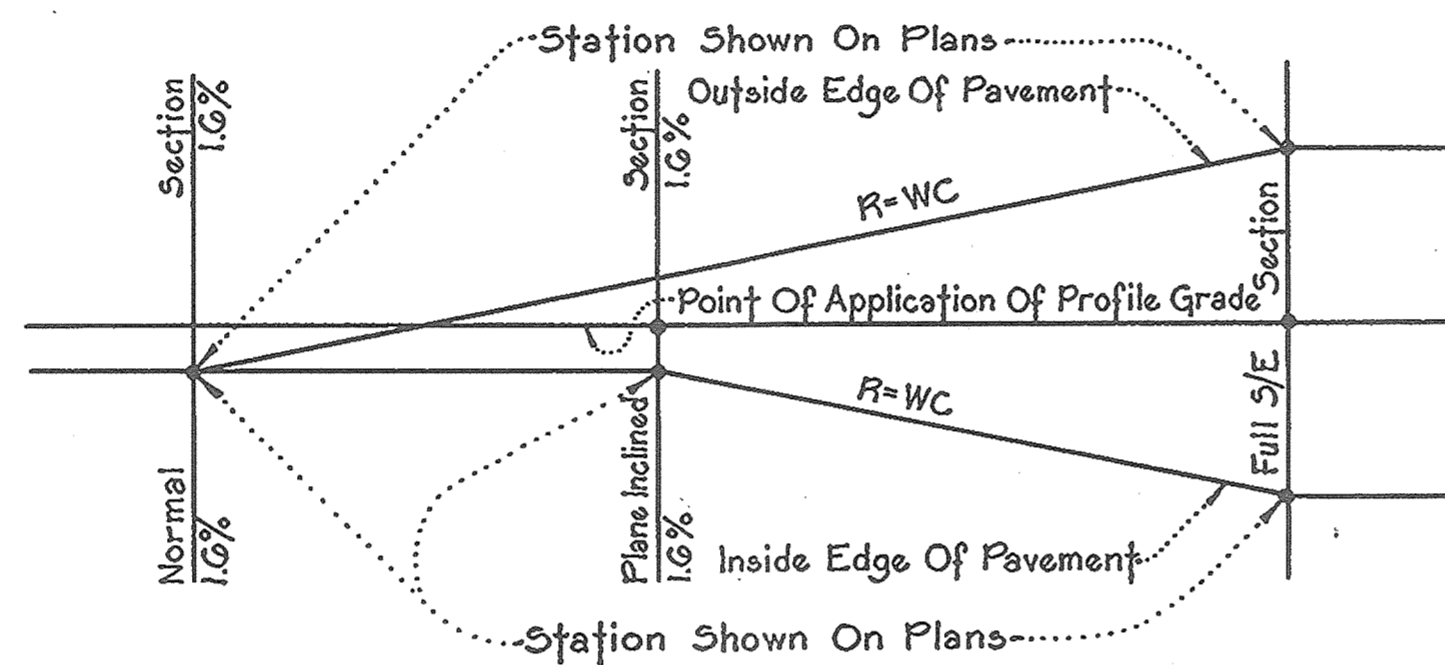 Station Shown On Plans
Outside Edge Of Pavement
Normal Section
1.6%
1.6%
Plane Inclined Section
1.6%
1.6%
R=WC
Point Of Application Of Profile Grade
R=WC
Full S/E Section
Inside Edge Of Pavement
Station Shown On Plans